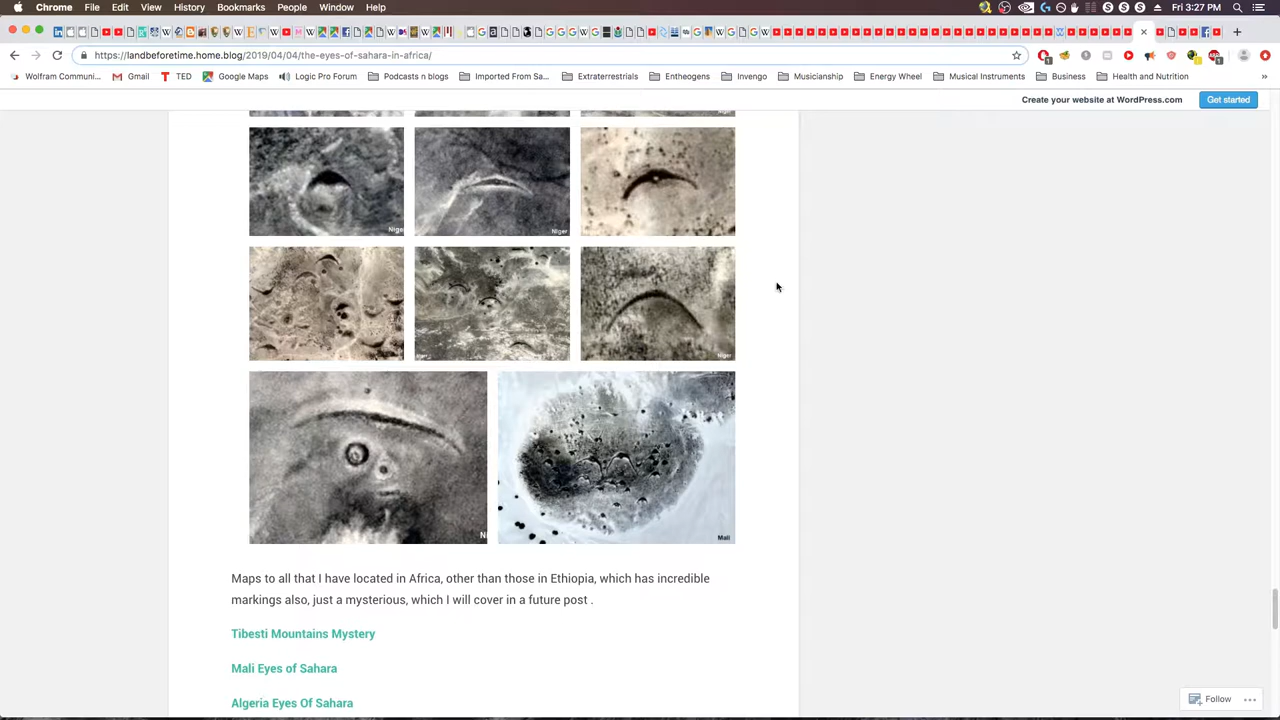 Chrome File Edit View History Bookmarks People Window Help
Fri 3:27 PM
https://landbeforetime.home.blog/2019/04/04/the-eyes-of-sahara-in-africa/
Wolfram Communi... Gmail TED Google Maps Logic Pro Forum Podcasts n blogs Imported From Sa... Extraterrestrials Entheogens Invengo Musicianship Energy Wheel Musical Instruments Business Health and Nutrition
Create your website at WordPress.com Get started
Niger
Niger
Niger
Mali
Maps to all that I have located in Africa, other than those in Ethiopia, which has incredible
markings also, just a mysterious, which I will cover in a future post .
Tibesti Mountains Mystery
Mali Eyes of Sahara
Algeria Eyes Of Sahara
Follow